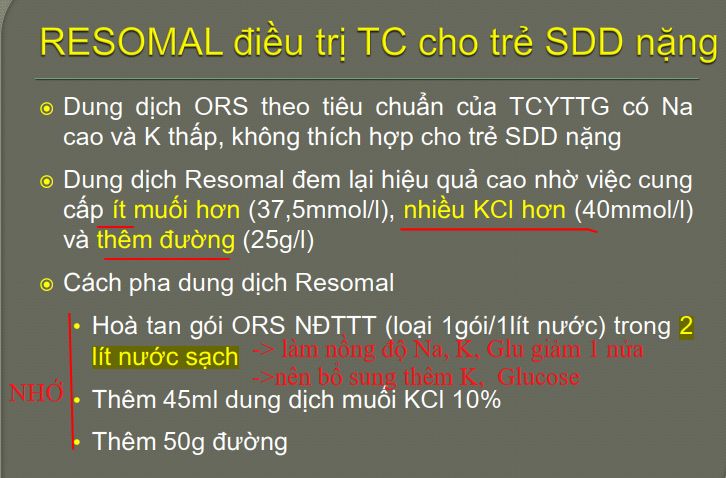 RESOMAL điều trị TC cho trẻ SDD nặng
Dung dịch ORS theo tiêu chuẩn của TCYTTG có Na
cao và K thấp, không thích hợp cho trẻ SDD nặng
Dung dịch Resomal đem lại hiệu quả cao nhờ việc cung
cấp ít muối hơn (37,5mmol/l), nhiều KCl hơn (40mmol/l)
và thêm đường (25g/l)
Cách pha dung dịch Resomal
Hoà tan gói ORS NĐTTT (loại 1gói/1lít nước) trong 2
lít nước sạch -> làm nồng độ Na, K, Glu giảm 1 nửa
->nên bổ sung thêm K, Glucose
NHỚ
Thêm 45ml dung dịch muối KCl 10%
Thêm 50g đường